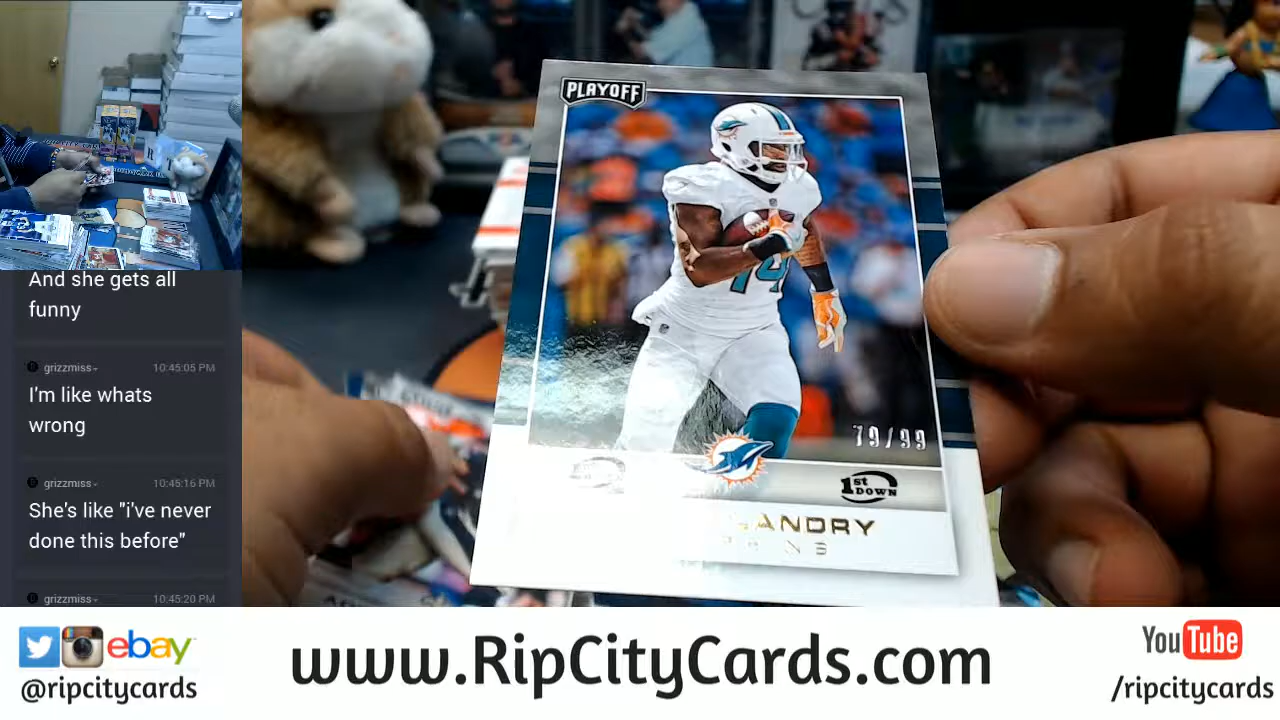 And she gets all
funny
grizzmiss
10:45:05 PM
I'm like whats
wrong
grizzmiss
10:45:16 PM
She's like "i've never
done this before"
grizzmiss
10:45:20 PM
PLAYOFF
14
79/99
1st
DOWN
LANDRY
ebay
@ripcitycards
www.RipCityCards.com
YouTube
/ripcitycards